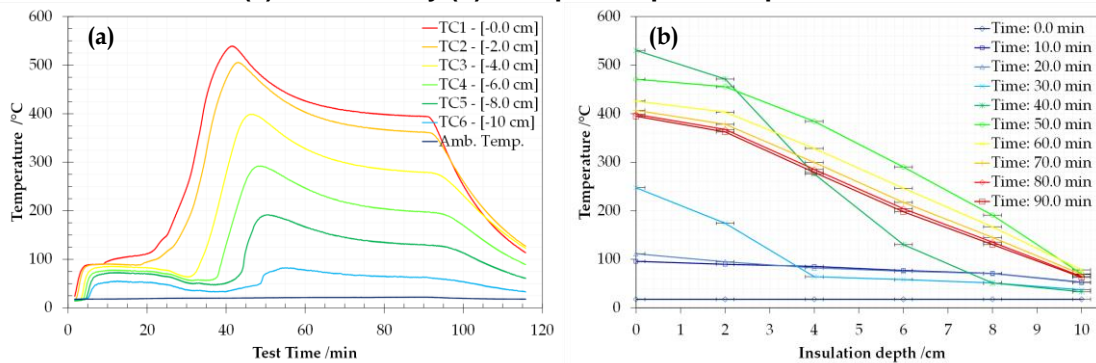 (a)
TC1 - [-0.0 cm]
TC2 - [-2.0 cm]
TC3 - [-4.0 cm]
TC4 - [-6.0 cm]
TC5 - [-8.0 cm]
TC6 - [-10 cm]
Amb. Temp.
600
500
400
300
200
100
0
Temperature /°C
0 20 40 60 80 100 120
Test Time /min
(b)
Time: 0.0 min
Time: 10.0 min
Time: 20.0 min
Time: 30.0 min
Time: 40.0 min
Time: 50.0 min
Time: 60.0 min
Time: 70.0 min
Time: 80.0 min
Time: 90.0 min
600
500
400
300
200
100
0
Temperature /°C
0 1 2 3 4 5 6 7 8 9 10
Insulation depth /cm